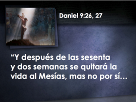 Daniel 9:26, 27
“Y después de las sesenta
y dos semanas se quitará la
vida al Mesías, mas no por sí…